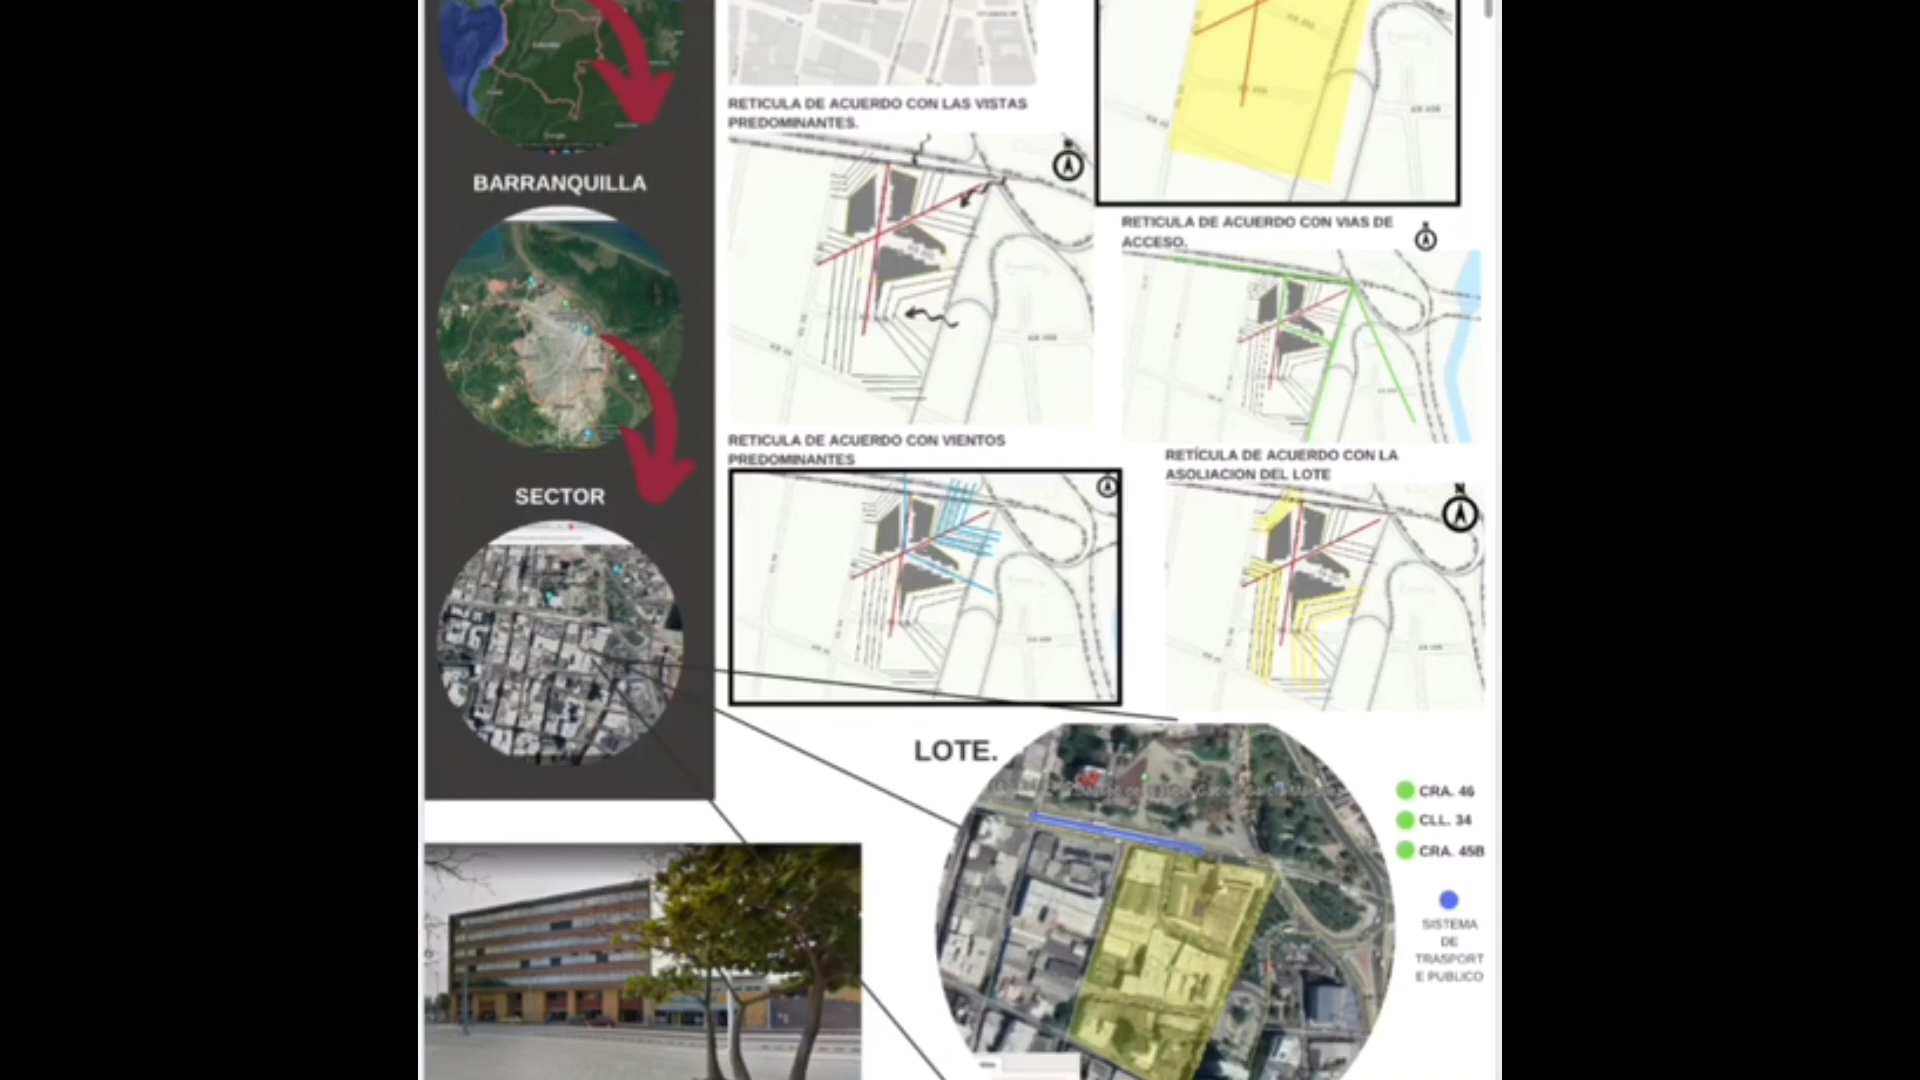 BARRANQUILLA
SECTOR
RETICULA DE ACUERDO CON LAS VISTAS
PREDOMINANTES.
RETICULA DE ACUERDO CON VIAS DE
ACCESO.
RETICULA DE ACUERDO CON VIENTOS
PREDOMINANTES
RETÍCULA DE ACUERDO CON LA
ASOLIACION DEL LOTE
N
LOTE.
CRA. 46
CLL. 34
CRA. 45B
SISTEMA
DE
TRASPORT
E PUBLICO